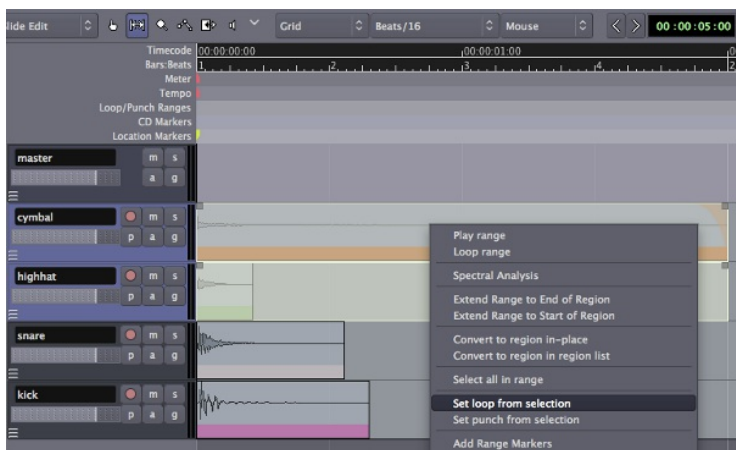 lide Edit Grid Beats/16 Mouse 00:00:05:00
Timecode 00:00:00:00 00:00:01:00 0
Bars:Beats 1 2 3 4 2
Meter
Tempo
Loop/Punch Ranges
CD Markers
Location Markers
master m s
a g
cymbal m s
p a g
highhat m s
p a g
snare m s
p a g
kick m s
p a g
Play range
Loop range
Spectral Analysis
Extend Range to End of Region
Extend Range to Start of Region
Convert to region in-place
Convert to region in region list
Select all in range
Set loop from selection
Set punch from selection
Add Range Markers